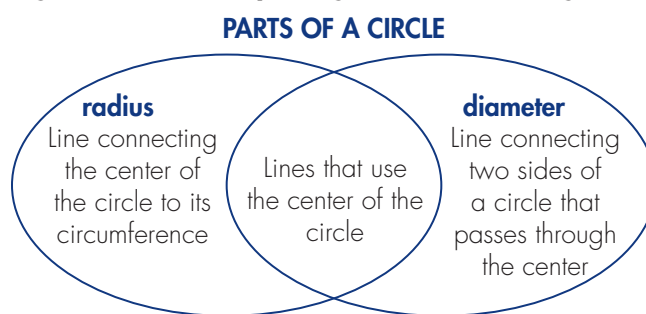 PARTS OF A CIRCLE
radius
Line connecting
the center of
the circle to its
circumference
Lines that use
the center of the
circle
diameter
Line connecting
two sides of
a circle that
passes through
the center